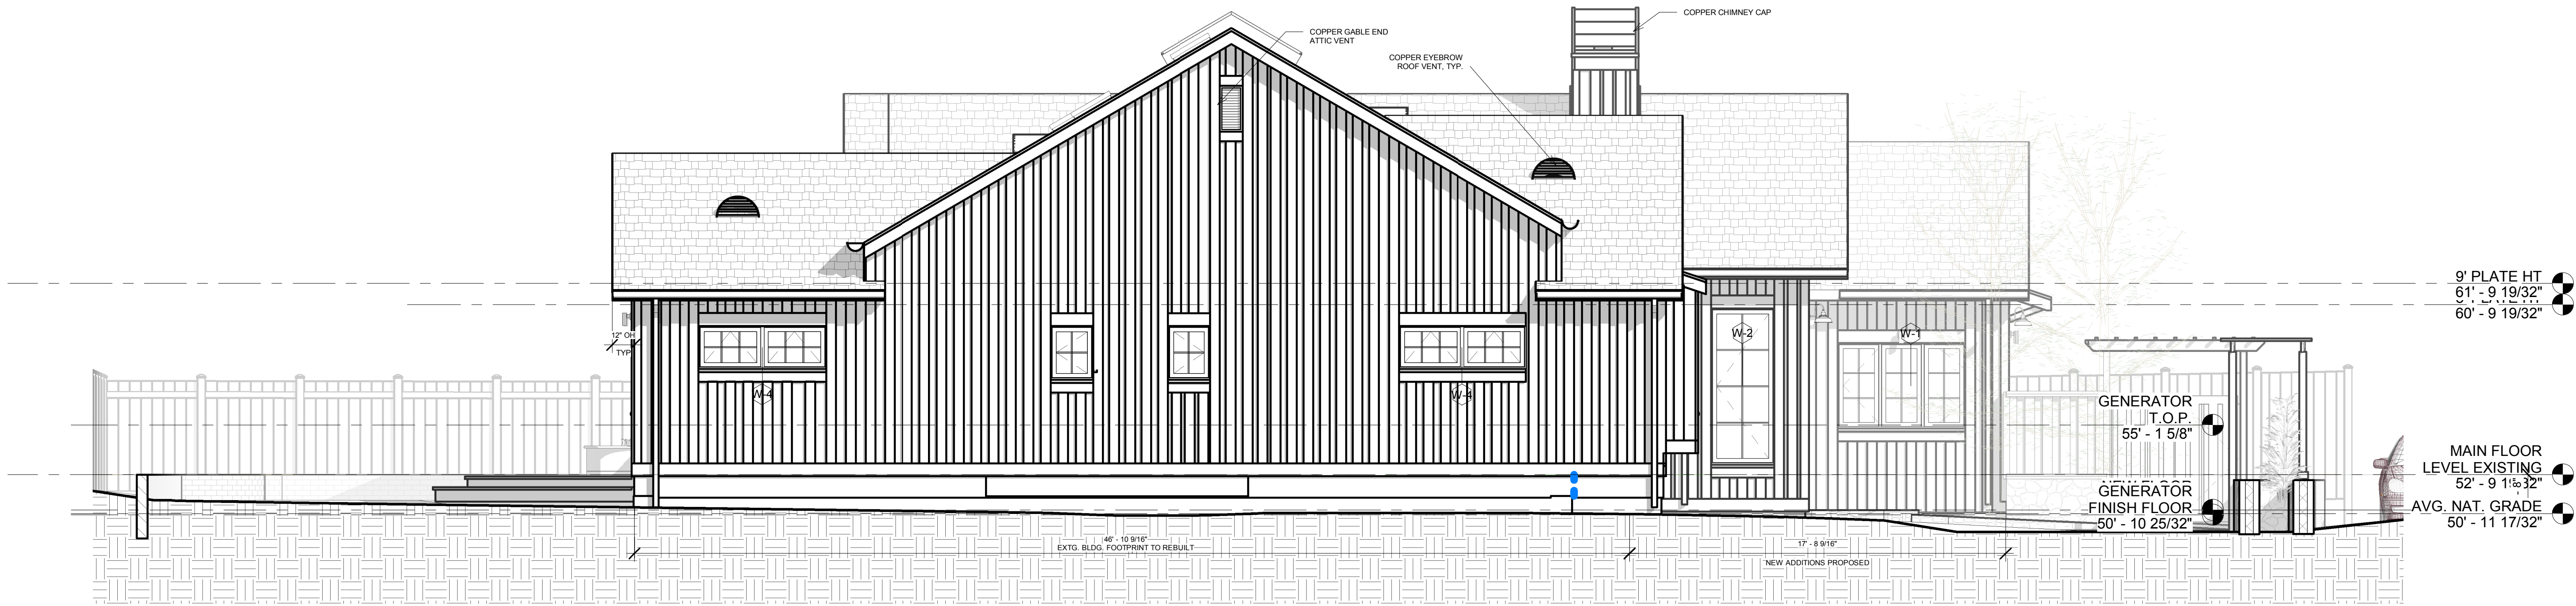 COPPER CHIMNEY CAP
COPPER GABLE END
ATTIC VENT
COPPER EYEBROW
ROOF VENT, TYP.
9' PLATE HT
61' - 9 19/32"
60' - 9 19/32"
12" OH
TYP
W-2
W-1
W-4
W-4
GENERATOR
T.O.P.
55' - 1 5/8"
MAIN FLOOR
LEVEL EXISTING
52' - 9
GENERATOR
FINISH FLOOR
50' - 10 25/32"
AVG. NAT. GRADE
50' - 11 17/32"
46' - 10 9/16"
EXTG. BLDG. FOOTPRINT TO REBUILT
17' - 8 9/16"
NEW ADDITIONS PROPOSED